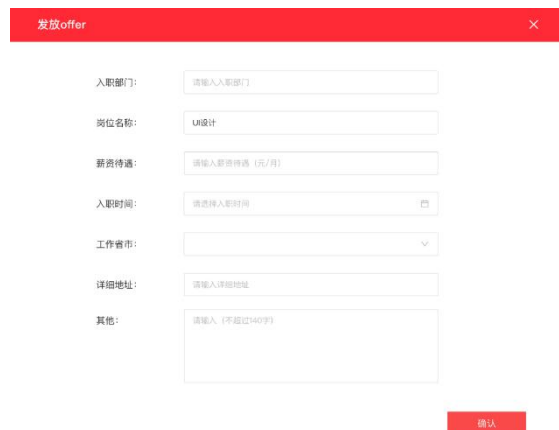 发放offer
入职部门：
请输入入职部门
岗位名称：
UI设计
薪资待遇：
请输入薪资待遇（元/月）
入职时间：
请选择入职时间
工作省市：
详细地址：
请输入详细地址
其他：
请输入（不超过140字）
确认